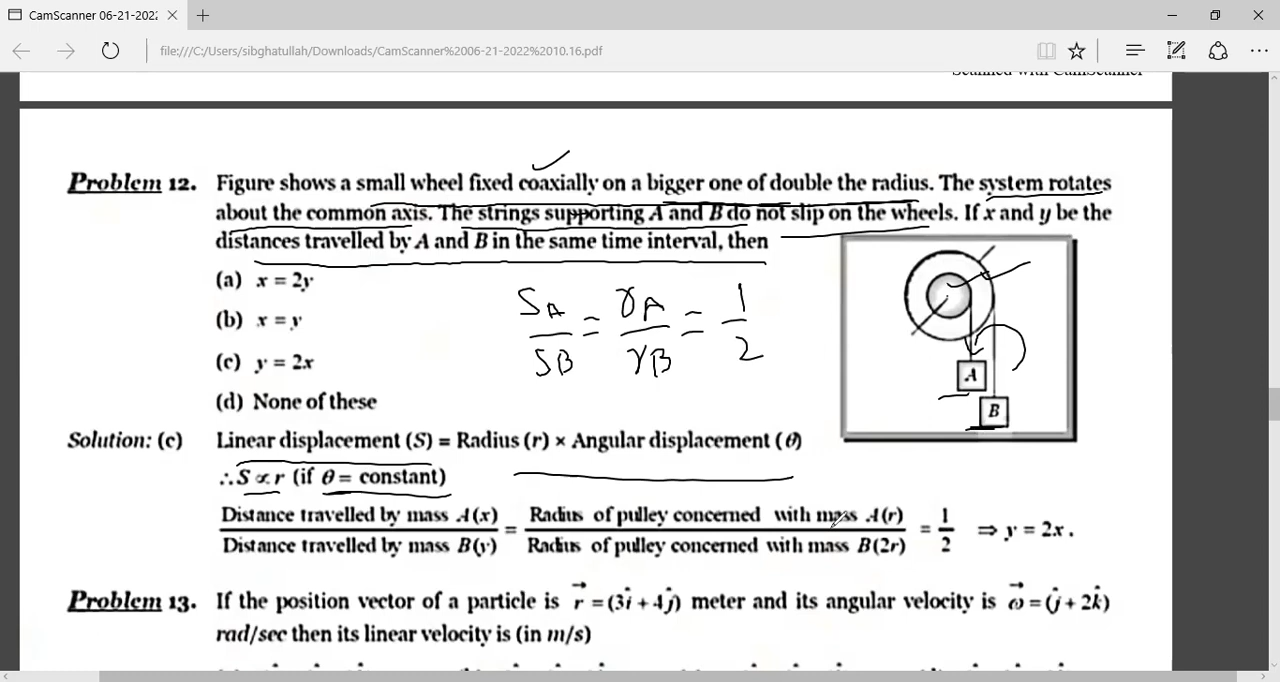 CamScanner 06-21-202
file:///C:/Users/sibghatullah/Downloads/CamScanner%2006-21-2022%2010.16.pdf
Scanned with CamScanner
Problem 12. Figure shows a small wheel fixed coaxially on a bigger one of double the radius. The system rotates
about the common axis. The strings supporting A and B do not slip on the wheels. If x and y be the
distances travelled by A and B in the same time interval, then
(a) x = 2y
(b) x = y
(c) y = 2x
(d) None of these
SA/SB = rA/rB = 1/2
A
B
Solution: (c) Linear displacement (S) = Radius (r) × Angular displacement (θ)
∴ S ∝ r (if θ = constant)
Distance travelled by mass A(x) / Distance travelled by mass B(y) = Radius of pulley concerned with mass A(r) / Radius of pulley concerned with mass B(2r) = 1/2 ⇒ y = 2x.
Problem 13. If the position vector of a particle is r⃗ = (3î + 4ĵ) meter and its angular velocity is ω⃗ = (ĵ + 2k̂)
rad/sec then its linear velocity is (in m/s)